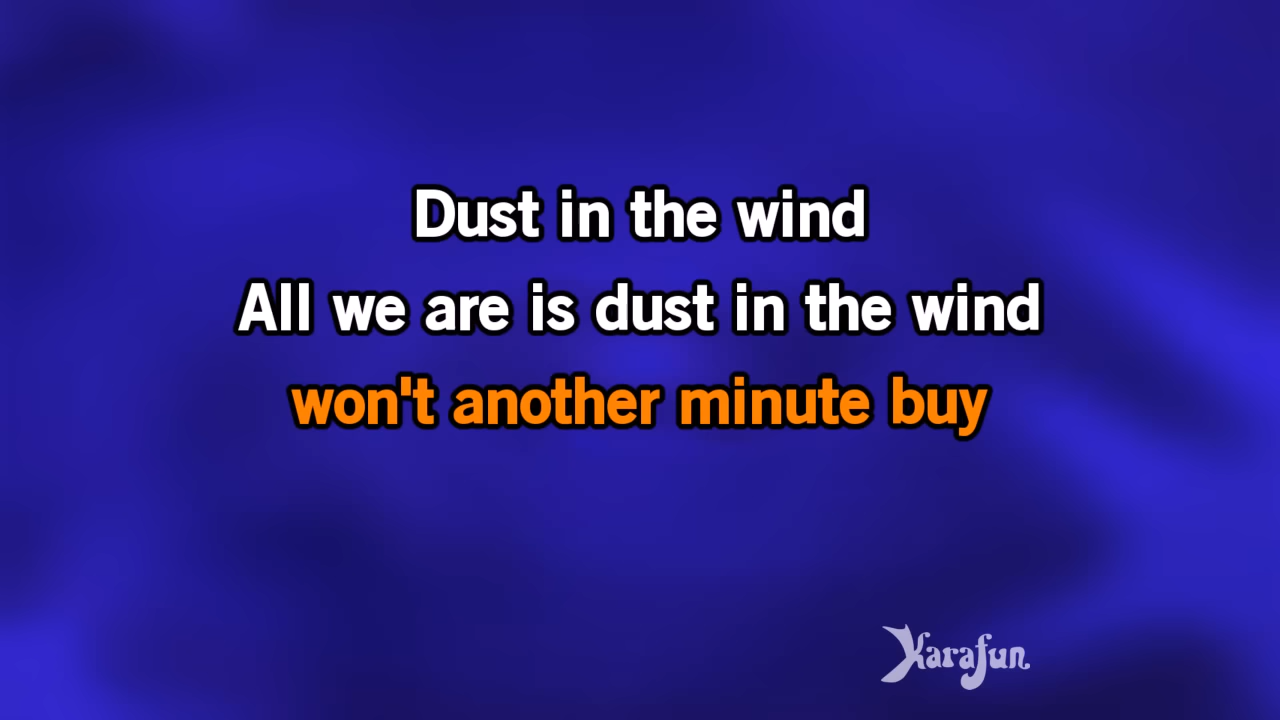 Dust in the wind
All we are is dust in the wind
won't another minute buy
Karafun